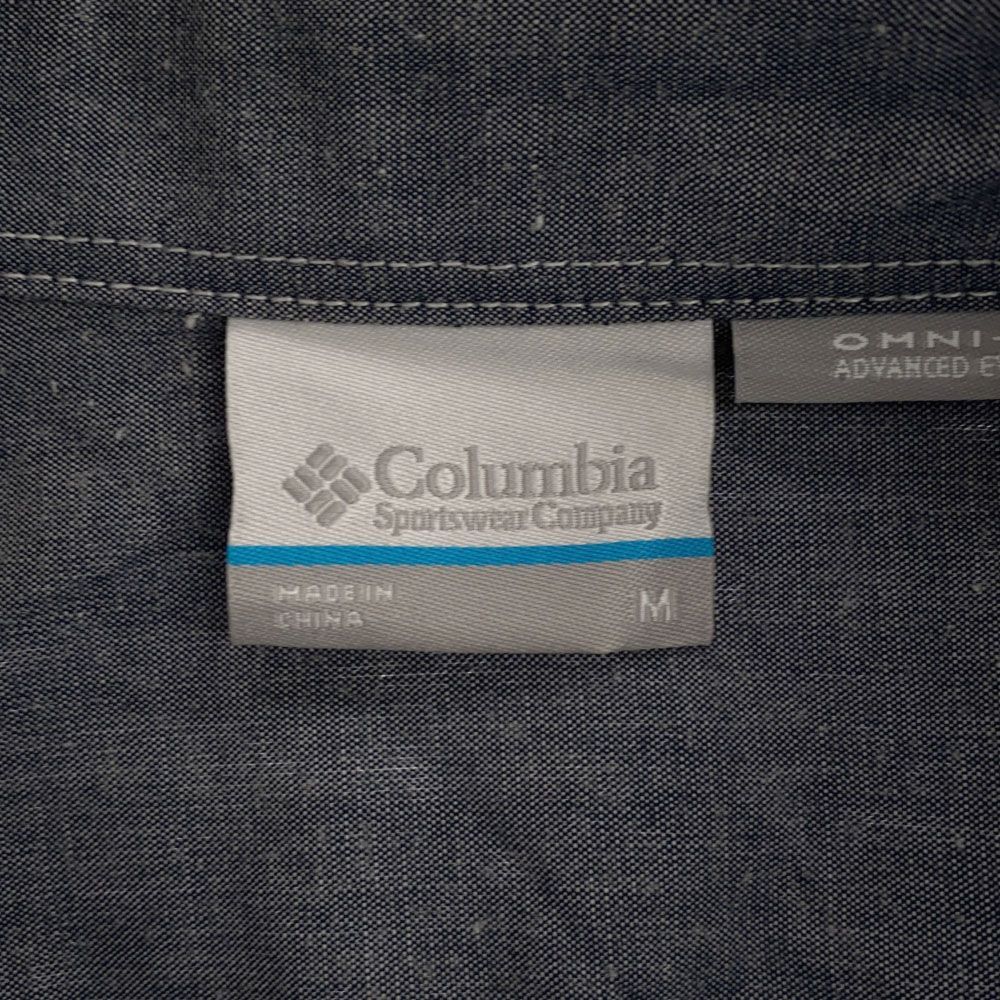 Columbia
Sportswear Company
MADE IN
CHINA
M
OMNI-
ADVANCED